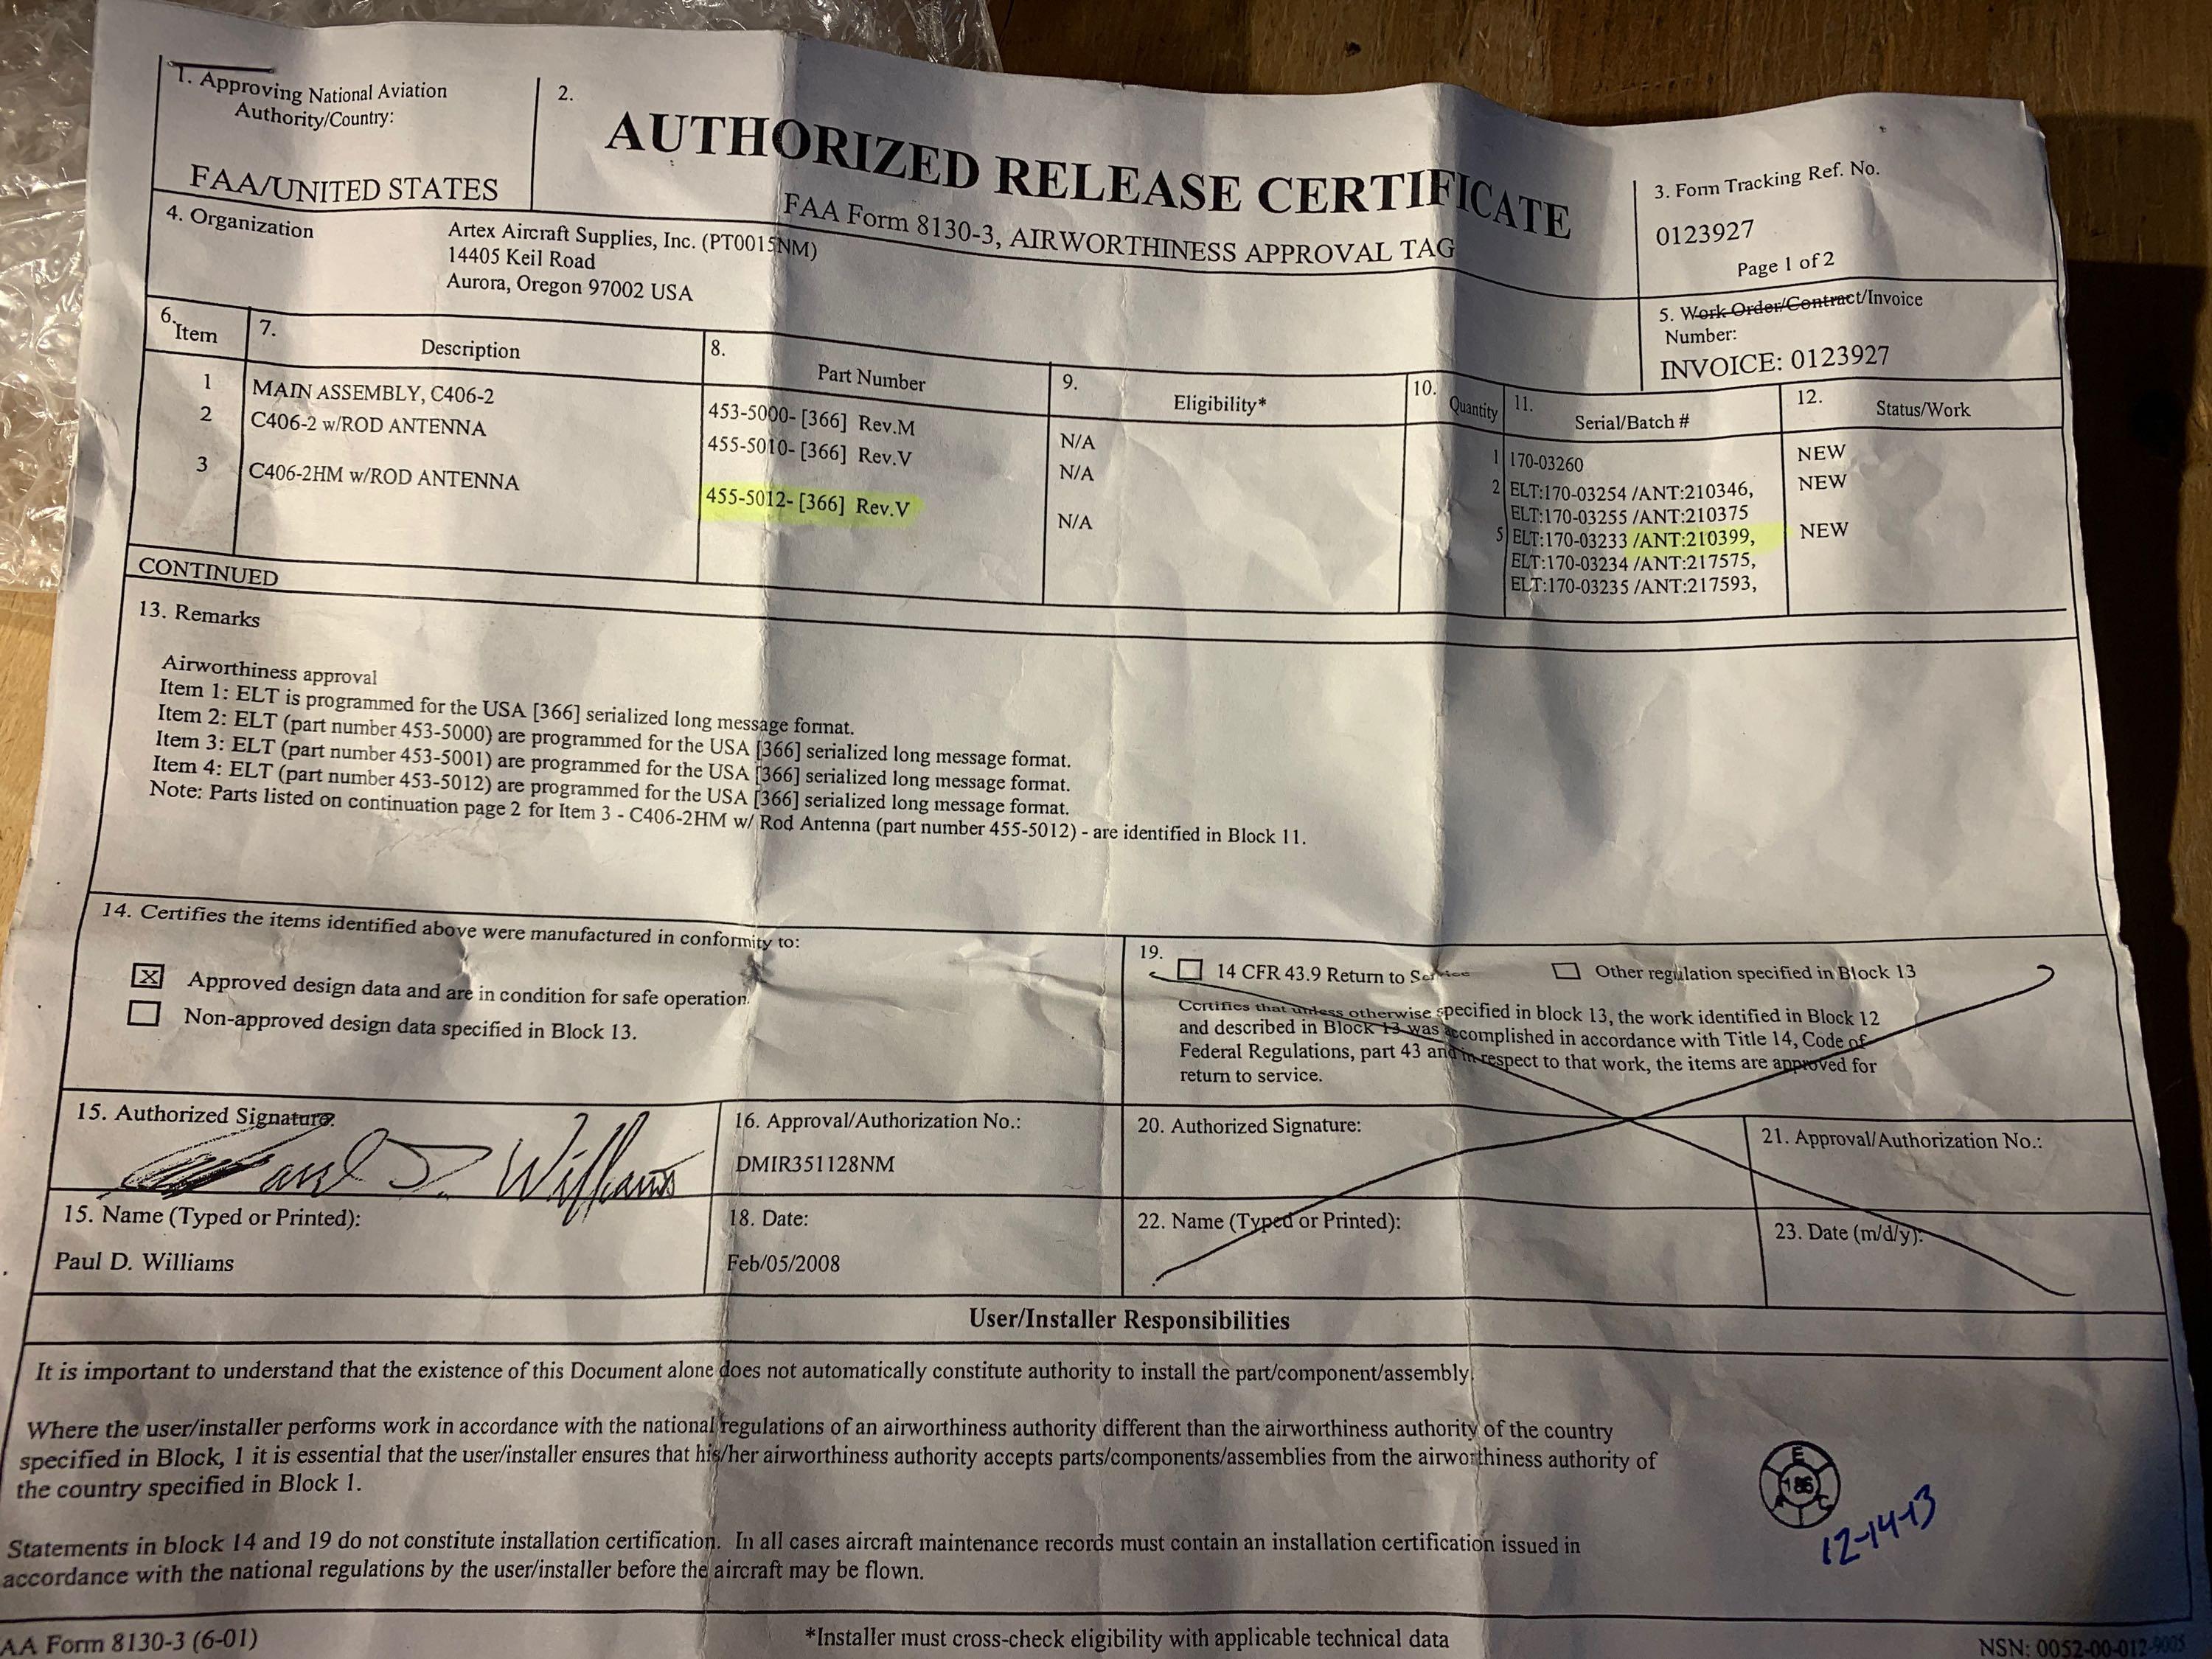 1. Approving National Aviation
Authority/Country:
FAA/UNITED STATES
2.
AUTHORIZED RELEASE CERTIFICATE
FAA Form 8130-3, AIRWORTHINESS APPROVAL TAG
3. Form Tracking Ref. No.
0123927
Page 1 of 2
4. Organization
Artex Aircraft Supplies, Inc. (PT0015NM)
14405 Keil Road
Aurora, Oregon 97002 USA
5. Work Order/Contract/Invoice
Number:
INVOICE: 0123927
6. Item
7. Description
8. Part Number
9. Eligibility*
10. Quantity
11. Serial/Batch #
12. Status/Work
1 MAIN ASSEMBLY, C406-2 453-5000- [366] Rev.M N/A 1 170-03260 NEW
2 C406-2 w/ROD ANTENNA 455-5010- [366] Rev.V N/A 2 ELT:170-03254 /ANT:210346, NEW
ELT:170-03255 /ANT:210375
3 C406-2HM w/ROD ANTENNA 455-5012- [366] Rev.V N/A 5 ELT:170-03233 /ANT:210399, NEW
ELT:170-03234 /ANT:217575,
ELT:170-03235 /ANT:217593,
CONTINUED
13. Remarks
Airworthiness approval
Item 1: ELT is programmed for the USA [366] serialized long message format.
Item 2: ELT (part number 453-5000) are programmed for the USA [366] serialized long message format.
Item 3: ELT (part number 453-5001) are programmed for the USA [366] serialized long message format.
Item 4: ELT (part number 453-5012) are programmed for the USA [366] serialized long message format.
Note: Parts listed on continuation page 2 for Item 3 - C406-2HM w/ Rod Antenna (part number 455-5012) - are identified in Block 11.
14. Certifies the items identified above were manufactured in conformity to:
X Approved design data and are in condition for safe operation.
Non-approved design data specified in Block 13.
19. 14 CFR 43.9 Return to Service Other regulation specified in Block 13
Certifies that unless otherwise specified in block 13, the work identified in Block 12
and described in Block 13 was accomplished in accordance with Title 14, Code of
Federal Regulations, part 43 and in respect to that work, the items are approved for
return to service.
15. Authorized Signature:
Paul D. Williams
16. Approval/Authorization No.:
DMIR351128NM
20. Authorized Signature:
21. Approval/Authorization No.:
15. Name (Typed or Printed):
Paul D. Williams
18. Date:
Feb/05/2008
22. Name (Typed or Printed):
23. Date (m/d/y):
User/Installer Responsibilities
It is important to understand that the existence of this Document alone does not automatically constitute authority to install the part/component/assembly.
Where the user/installer performs work in accordance with the national regulations of an airworthiness authority different than the airworthiness authority of the country
specified in Block, 1 it is essential that the user/installer ensures that his/her airworthiness authority accepts parts/components/assemblies from the airworthiness authority of
the country specified in Block 1.
Statements in block 14 and 19 do not constitute installation certification. In all cases aircraft maintenance records must contain an installation certification issued in
accordance with the national regulations by the user/installer before the aircraft may be flown.
E
186
A C
12-14-13
AA Form 8130-3 (6-01)
*Installer must cross-check eligibility with applicable technical data
NSN: 0052-00-012-9005